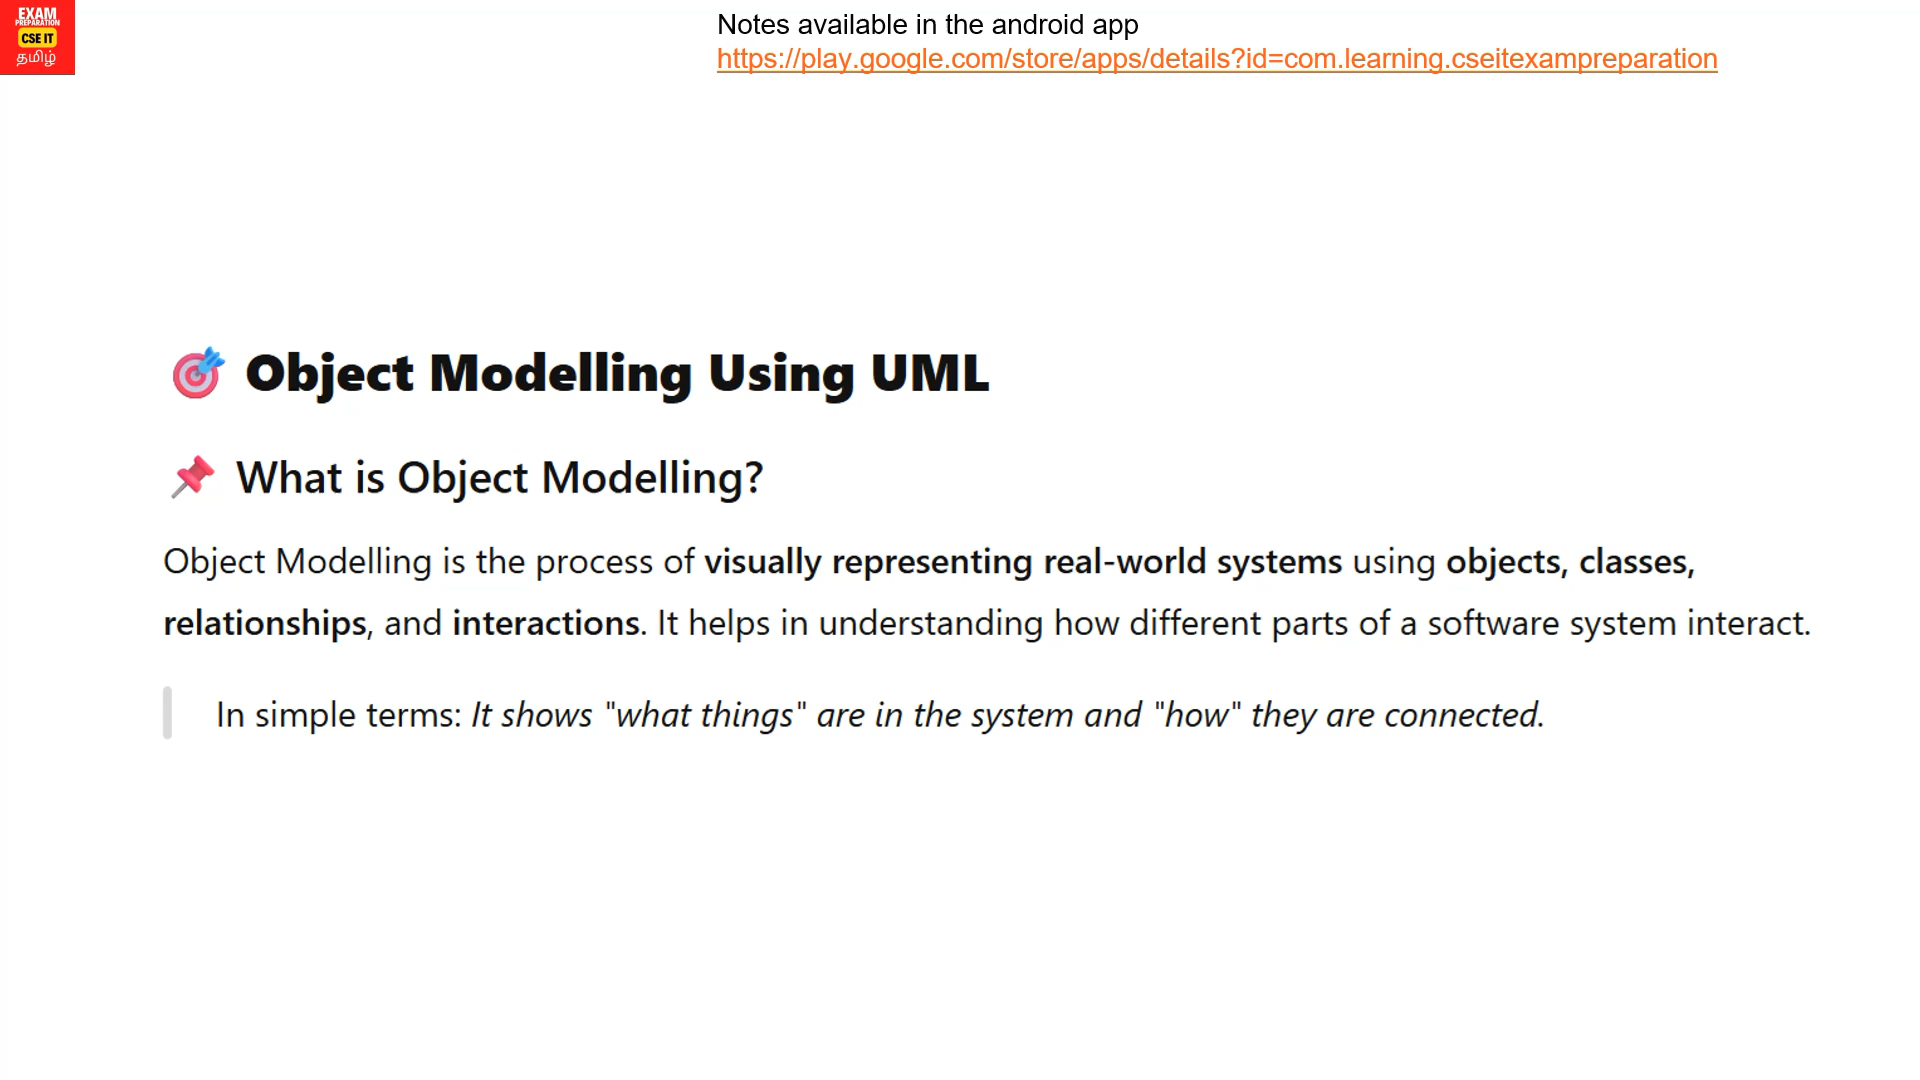 EXAM
PREPARATION
CSE IT
தமிழ்
Notes available in the android app
https://play.google.com/store/apps/details?id=com.learning.cseitexampreparation
Object Modelling Using UML
What is Object Modelling?
Object Modelling is the process of visually representing real-world systems using objects, classes,
relationships, and interactions. It helps in understanding how different parts of a software system interact.
In simple terms: It shows "what things" are in the system and "how" they are connected.